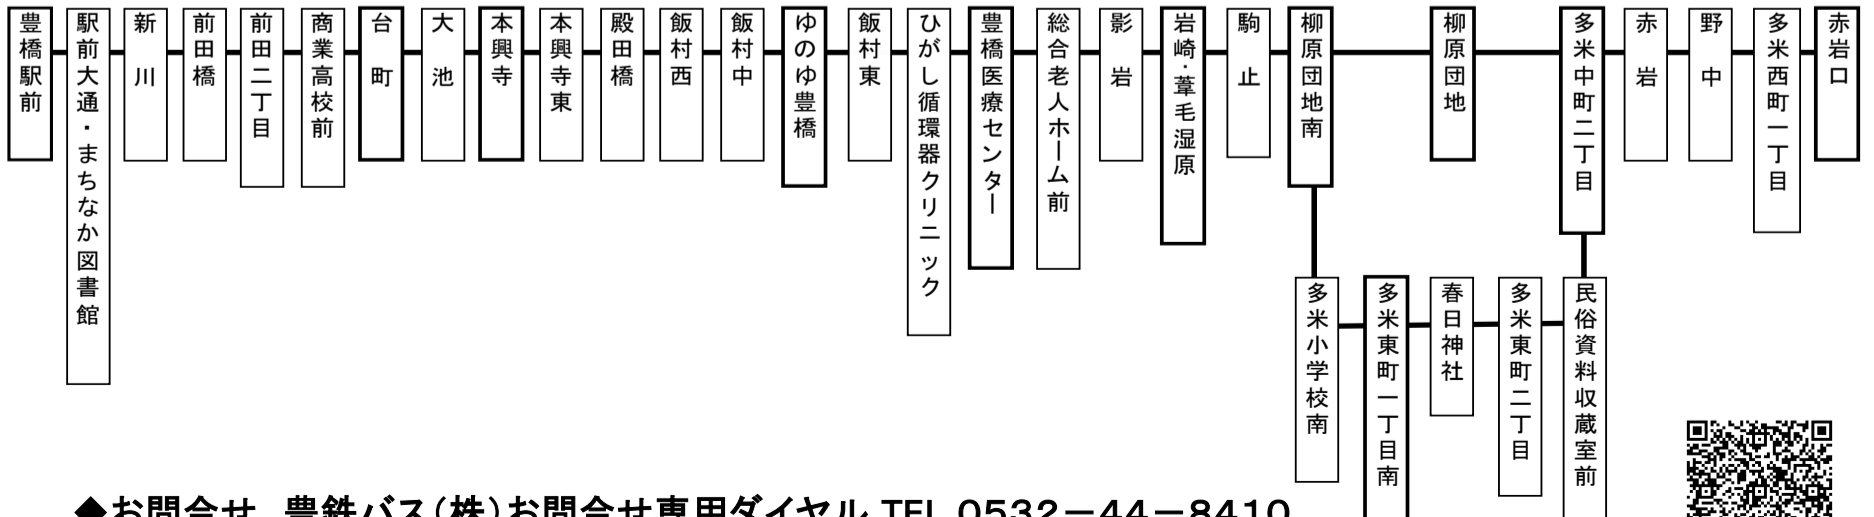 豊橋駅前
駅前大通・まちなか図書館
新川
前田橋
前田二丁目
商業高校前
台町
大池
本興寺
本興寺東
殿田橋
飯村西
飯村中
ゆのゆ豊橋
飯村東
ひがし循環器クリニック
豊橋医療センター
総合老人ホーム前
影岩
岩崎・葦毛湿原
駒止
柳原団地南
柳原団地
多米中町二丁目
赤岩
野中
多米西町一丁目
赤岩口
多米小学校南
多米東町一丁目南
春日神社
多米東町二丁目
民俗資料収蔵室前
◆お問合せ 豊鉄バス(株)お問合せ専用ダイヤル TEL 0532－44－8410